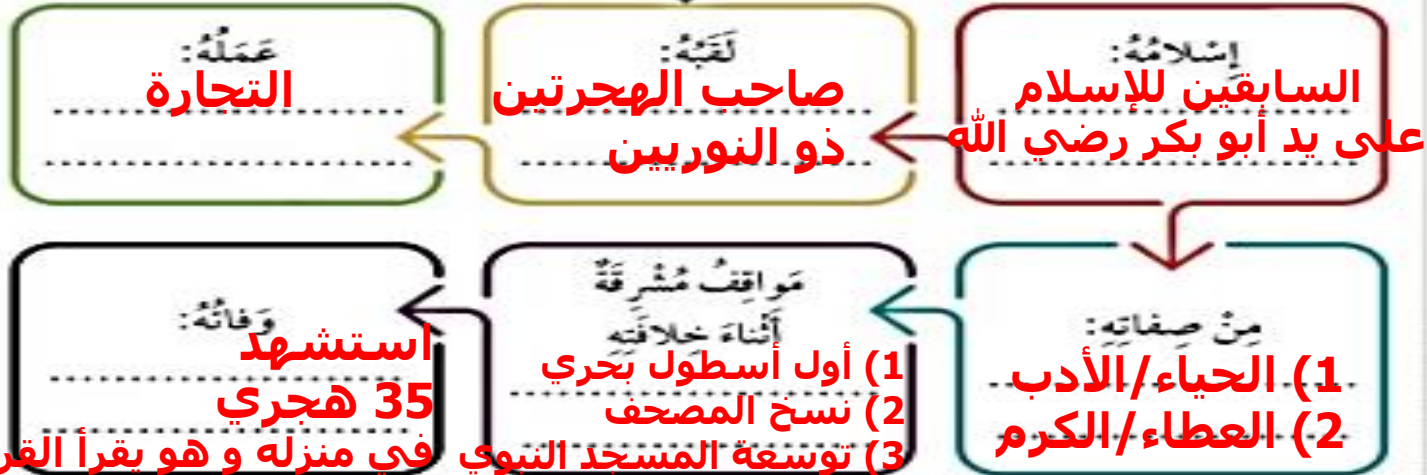 إِسْلامُهُ:
السابقين للإسلام
على يد أبو بكر رضي الله
لَقَبُهُ:
صاحب الهجرتين
ذو النوريين
عَمَلُهُ:
التجارة
مِنْ صِفاتِهِ:
1) الحياء/الأدب
2) العطاء/الكرم
مَواقِفُ مُشْرِقَةٌ
أَثْناءَ خِلافَتِهِ
1) أول أسطول بحري
2) نسخ المصحف
3) توسعة المسجد النبوي
وَفاتُهُ:
استشهد
35 هجري
في منزله و هو يقرأ